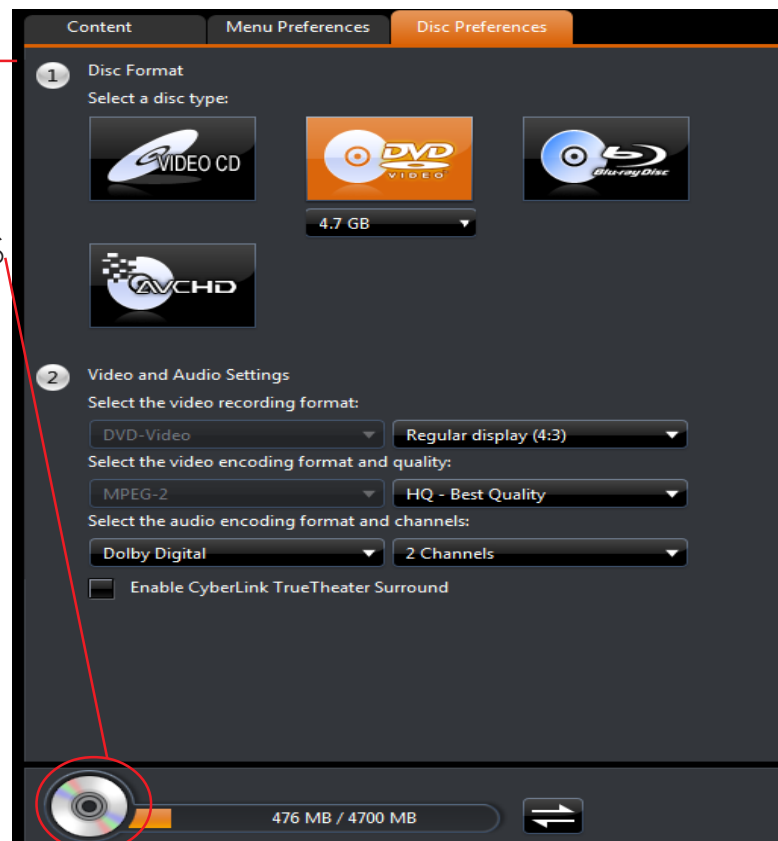 Content Menu Preferences Disc Preferences
1 Disc Format
Select a disc type:
VIDEO CD DVD VIDEO Blu-ray Disc
4.7 GB
AVCHD
2 Video and Audio Settings
Select the video recording format:
DVD-Video Regular display (4:3)
Select the video encoding format and quality:
MPEG-2 HQ - Best Quality
Select the audio encoding format and channels:
Dolby Digital 2 Channels
Enable CyberLink TrueTheater Surround
476 MB / 4700 MB